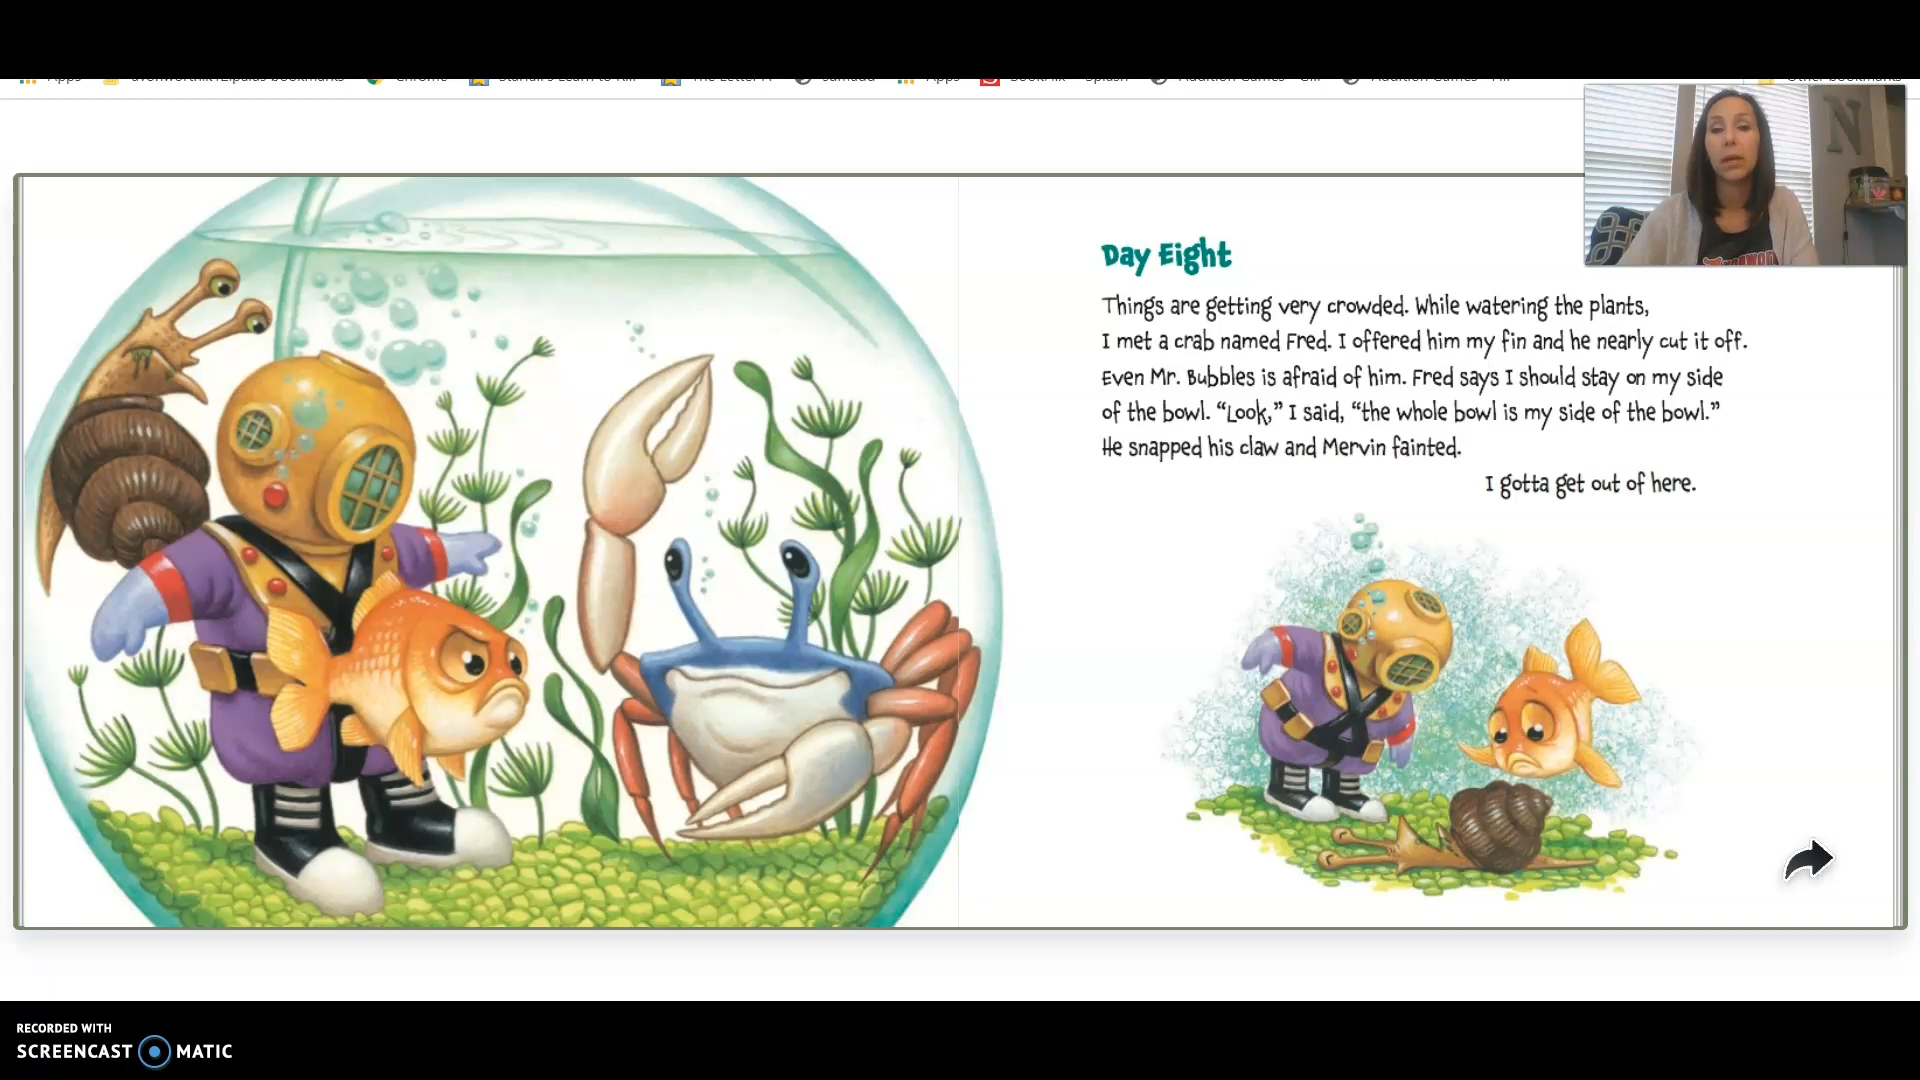 Day Eight
Things are getting very crowded. While watering the plants,
I met a crab named Fred. I offered him my fin and he nearly cut it off.
Even Mr. Bubbles is afraid of him. Fred says I should stay on my side
of the bowl. “Look,” I said, “the whole bowl is my side of the bowl.”
He snapped his claw and Mervin fainted.
I gotta get out of here.
N
RECORDED WITH
SCREENCAST MATIC